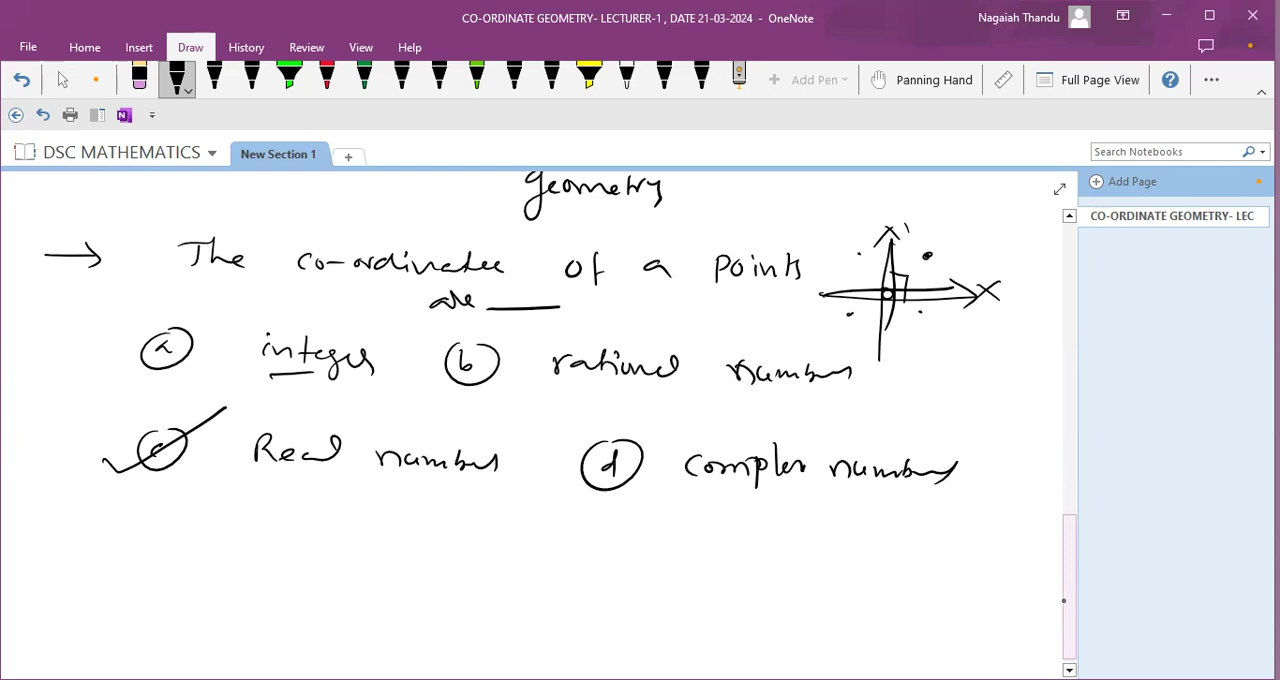 CO-ORDINATE GEOMETRY- LECTURER-1 , DATE 21-03-2024 - OneNote
Nagaiah Thandu
File Home Insert Draw History Review View Help
Add Pen
Panning Hand
Full Page View
DSC MATHEMATICS
New Section 1
Search Notebooks
Add Page
CO-ORDINATE GEOMETRY- LEC
geometry
→ The co-ordinates of a points
X
are ____
a integers b rational numbers
c Real numbers d complex numbers